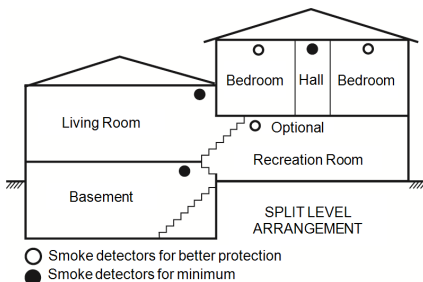 Bedroom Hall Bedroom
Living Room
Optional
Recreation Room
Basement
SPLIT LEVEL
ARRANGEMENT
Smoke detectors for better protection
Smoke detectors for minimum